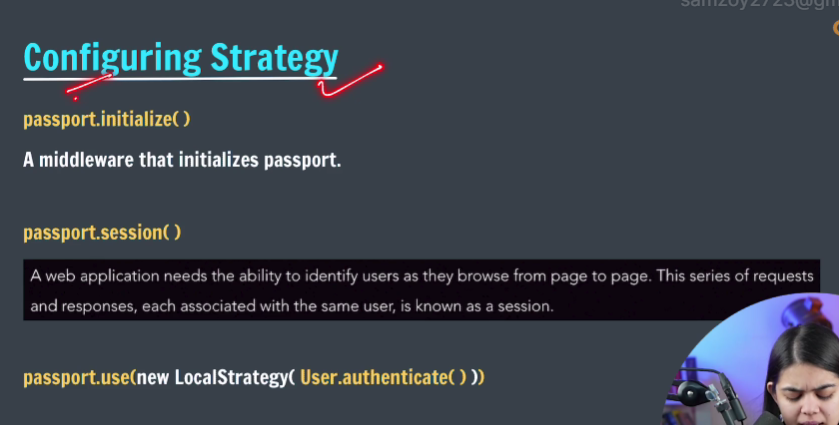 Configuring Strategy
passport.initialize( )
A middleware that initializes passport.
passport.session( )
A web application needs the ability to identify users as they browse from page to page. This series of requests
and responses, each associated with the same user, is known as a session.
passport.use(new LocalStrategy( User.authenticate( ) ))